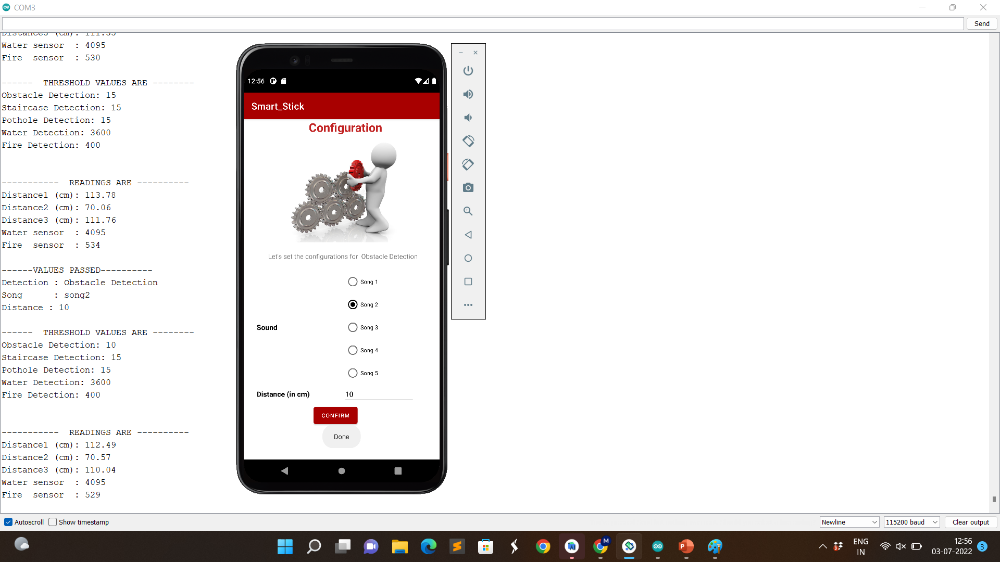 COM3
Send
Distance3 (cm): 111.35
Water sensor  : 4095
Fire  sensor  : 530
------  THRESHOLD VALUES ARE --------
Obstacle Detection: 15
Staircase Detection: 15
Pothole Detection: 15
Water Detection: 3600
Fire Detection: 400
-----------  READINGS ARE ----------
Distance1 (cm): 113.78
Distance2 (cm): 70.06
Distance3 (cm): 111.76
Water sensor  : 4095
Fire  sensor  : 534
------VALUES PASSED----------
Detection : Obstacle Detection
Song      : song2
Distance : 10
------  THRESHOLD VALUES ARE --------
Obstacle Detection: 10
Staircase Detection: 15
Pothole Detection: 15
Water Detection: 3600
Fire Detection: 400
-----------  READINGS ARE ----------
Distance1 (cm): 112.49
Distance2 (cm): 70.57
Distance3 (cm): 110.04
Water sensor  : 4095
Fire  sensor  : 529
12:56
Smart_Stick
Configuration
Let's set the configurations for  Obstacle Detection
Song 1
Song 2
Sound
Song 3
Song 4
Song 5
Distance (in cm) 10
CONFIRM
Done
Autoscroll Show timestamp
Newline 115200 baud Clear output
M
P
3
ENG
IN
12:56
03-07-2022
3